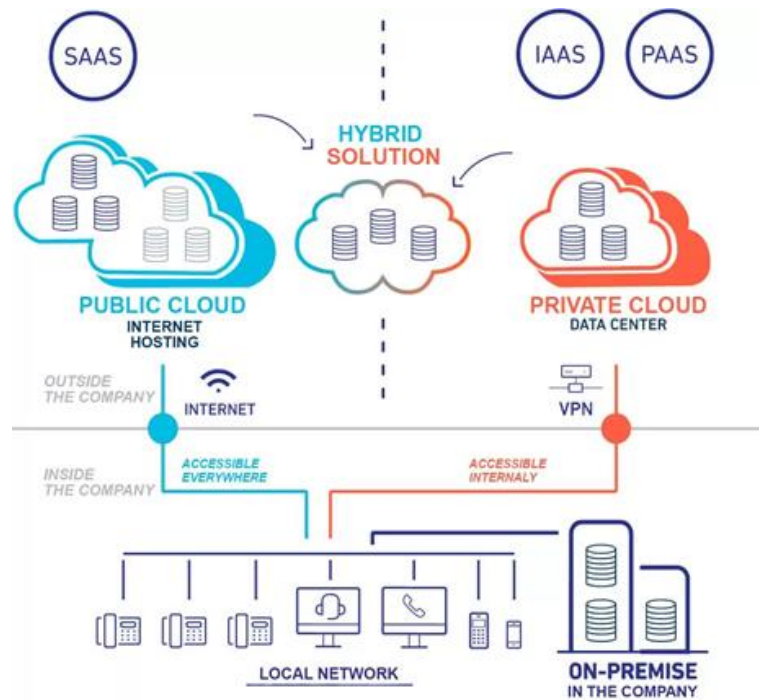 SAAS
IAAS
PAAS
HYBRID
SOLUTION
PUBLIC CLOUD
INTERNET
HOSTING
PRIVATE CLOUD
DATA CENTER
OUTSIDE
THE COMPANY
INTERNET
VPN
INSIDE
THE COMPANY
ACCESSIBLE
EVERYWHERE
ACCESSIBLE
INTERNALY
LOCAL NETWORK
ON-PREMISE
IN THE COMPANY